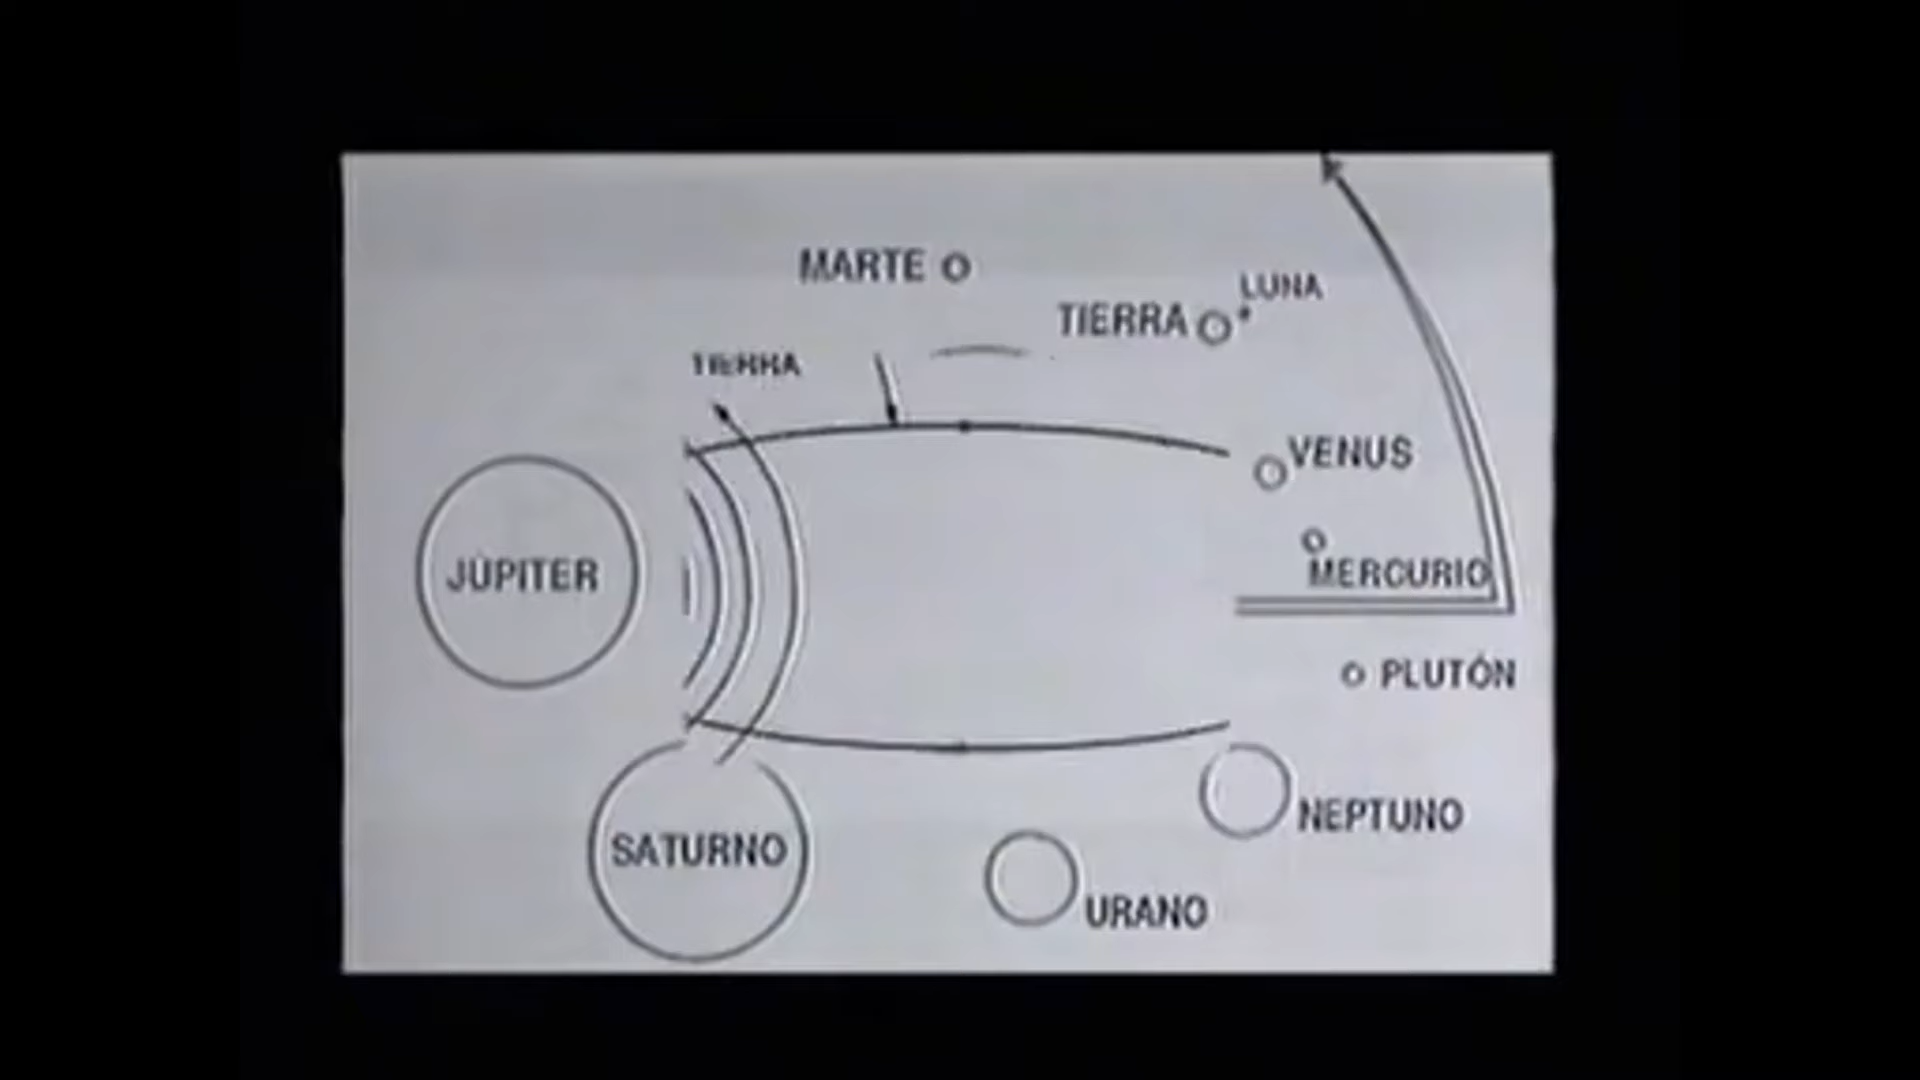 MARTE
LUNA
TIERRA
TIERRA
VENUS
JÚPITER
MERCURIO
PLUTÓN
NEPTUNO
SATURNO
URANO